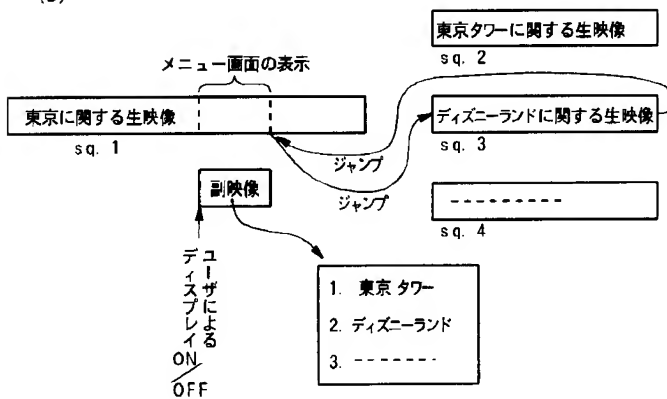 東京タワーに関する生映像
sq. 2
メニュー画面の表示
東京に関する生映像
sq. 1
ディズニーランドに関する生映像
sq. 3
ジャンプ
ジャンプ
副映像
---------
sq. 4
ユーザによる
ディスプレイ
ON/OFF
1. 東京タワー
2. ディズニーランド
3. -------